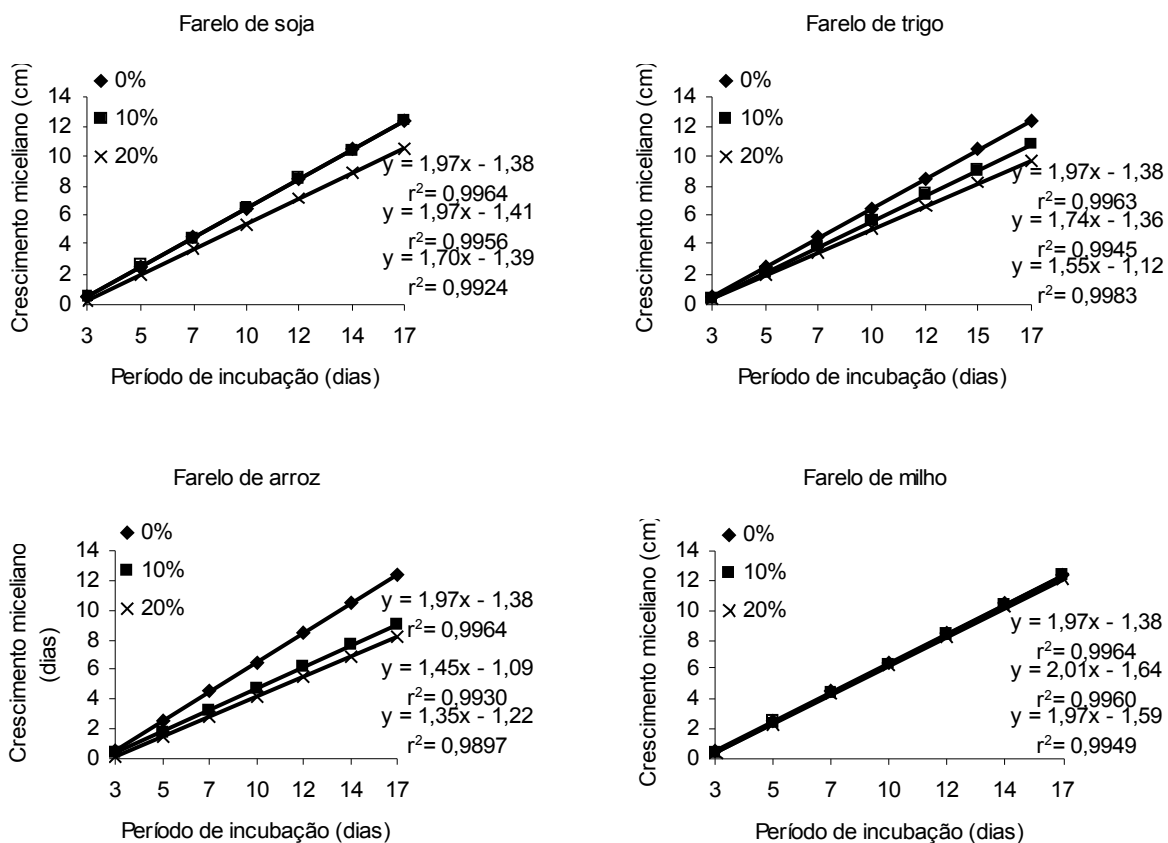 Farelo de soja
Crescimento miceliano (cm)
0%
10%
20%
14
12
10
8
6
4
2
0
y = 1,97x - 1,38
r² = 0,9964
y = 1,97x - 1,41
r² = 0,9956
y = 1,70x - 1,39
r² = 0,9924
3 5 7 10 12 14 17
Período de incubação (dias)
Farelo de trigo
Crescimento miceliano (cm)
0%
10%
20%
14
12
10
8
6
4
2
0
y = 1,97x - 1,38
r² = 0,9963
y = 1,74x - 1,36
r² = 0,9945
y = 1,55x - 1,12
r² = 0,9983
3 5 7 10 12 15 17
Período de incubação (dias)
Farelo de arroz
Crescimento miceliano
(dias)
0%
10%
20%
14
12
10
8
6
4
2
0
y = 1,97x - 1,38
r² = 0,9964
y = 1,45x - 1,09
r² = 0,9930
y = 1,35x - 1,22
r² = 0,9897
3 5 7 10 12 14 17
Período de incubação (dias)
Farelo de milho
Crescimento miceliano (cm)
0%
10%
20%
14
12
10
8
6
4
2
0
y = 1,97x - 1,38
r² = 0,9964
y = 2,01x - 1,64
r² = 0,9960
y = 1,97x - 1,59
r² = 0,9949
3 5 7 10 12 14 17
Período de incubação (dias)